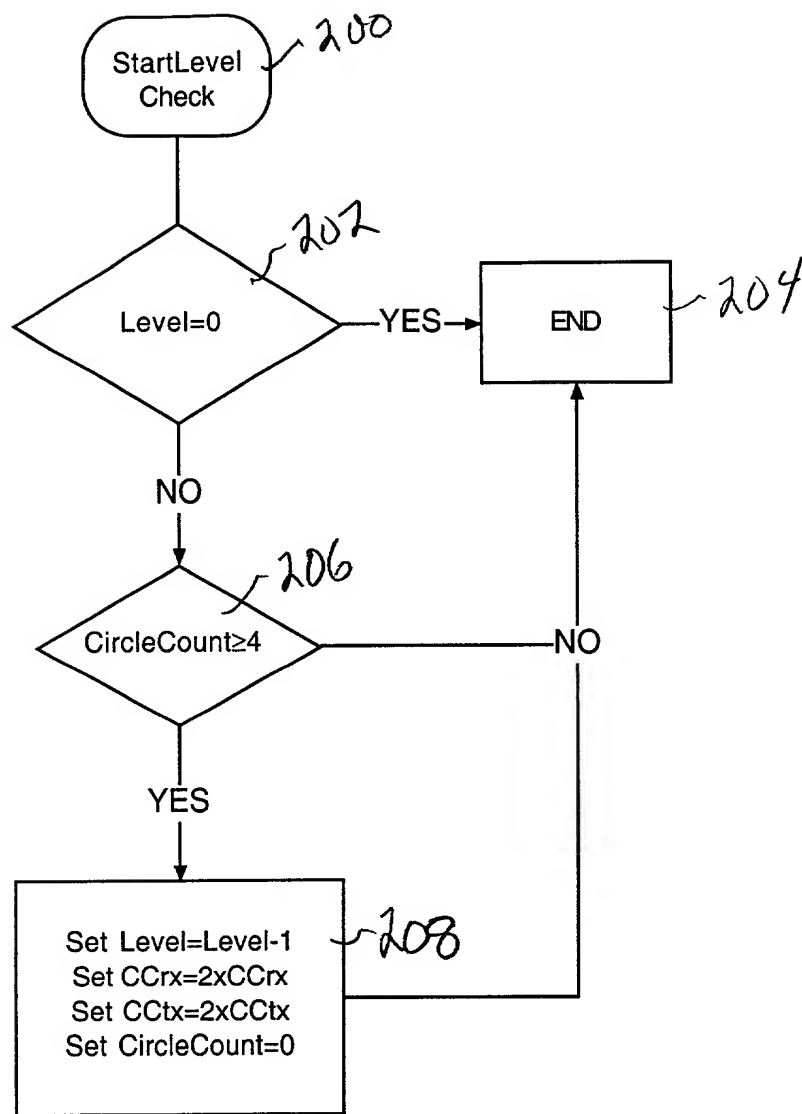 StartLevel
Check
200
202
Level=0
YES
END
204
NO
206
CircleCount≥4
NO
YES
Set Level=Level-1
Set CCrx=2xCCrx
Set CCtx=2xCCtx
Set CircleCount=0
208